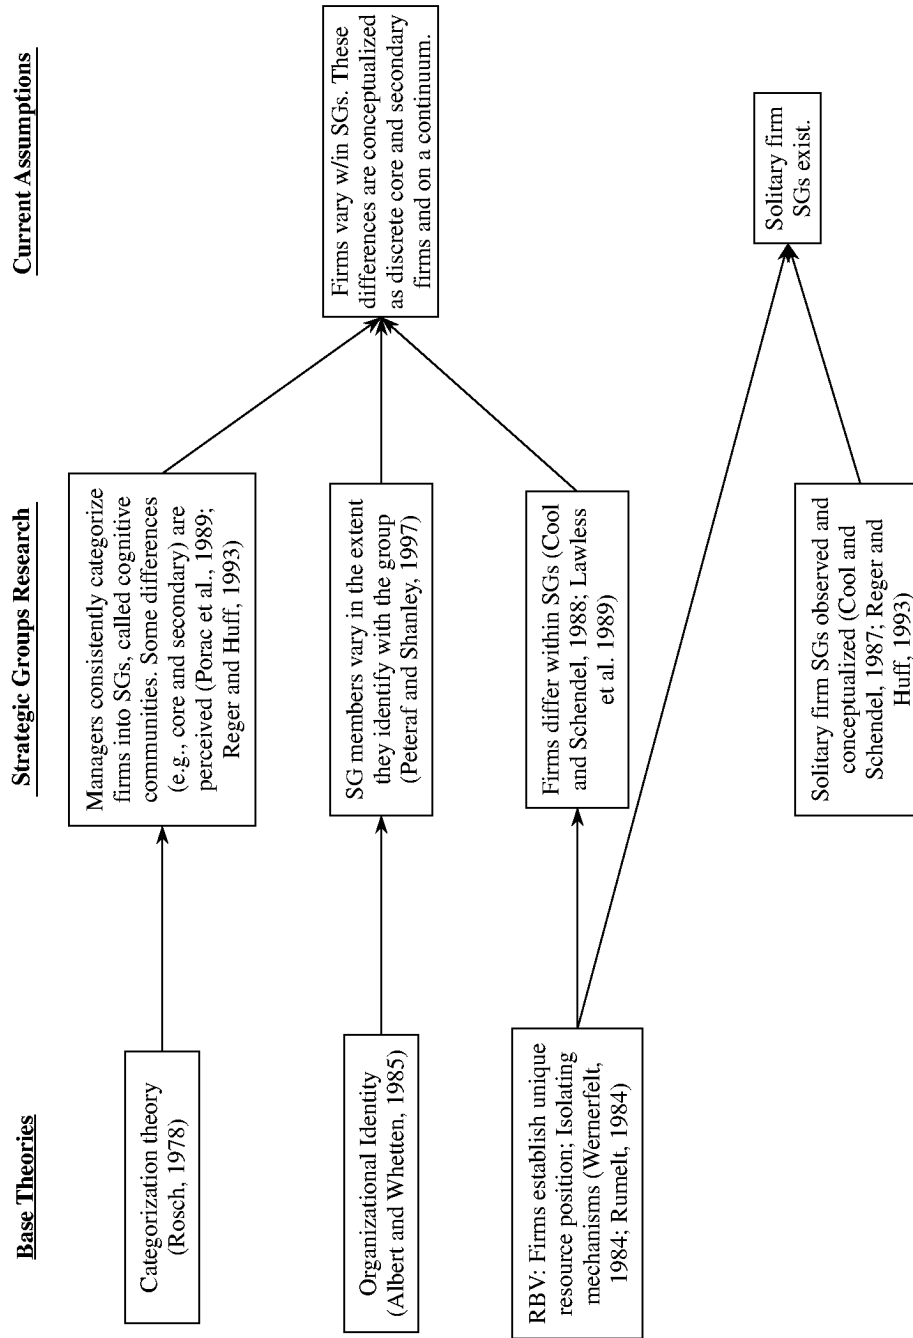 Base Theories
Strategic Groups Research
Current Assumptions
Categorization theory
(Rosch, 1978)
Managers consistently categorize
firms into SGs, called cognitive
communities. Some differences
(e.g., core and secondary) are
perceived (Porac et al., 1989;
Reger and Huff, 1993)
Organizational Identity
(Albert and Whetten, 1985)
SG members vary in the extent
they identify with the group
(Peteraf and Shanley, 1997)
Firms vary w/in SGs. These
differences are conceptualized
as discrete core and secondary
firms and on a continuum.
RBV: Firms establish unique
resource position; Isolating
mechanisms (Wernerfelt,
1984; Rumelt, 1984)
Firms differ within SGs (Cool
and Schendel, 1988; Lawless
et al. 1989)
Solitary firm SGs observed and
conceptualized (Cool and
Schendel, 1987; Reger and
Huff, 1993)
Solitary firm
SGs exist.